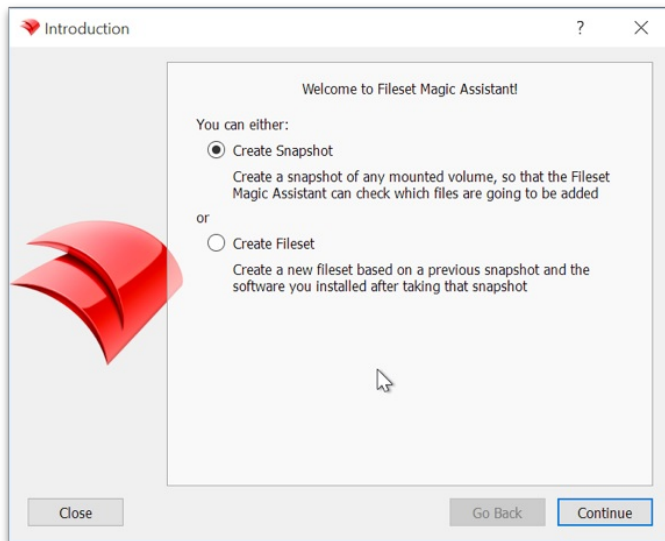 Introduction
?
Welcome to Fileset Magic Assistant!
You can either:
Create Snapshot
Create a snapshot of any mounted volume, so that the Fileset
Magic Assistant can check which files are going to be added
or
Create Fileset
Create a new fileset based on a previous snapshot and the
software you installed after taking that snapshot
Close
Go Back
Continue